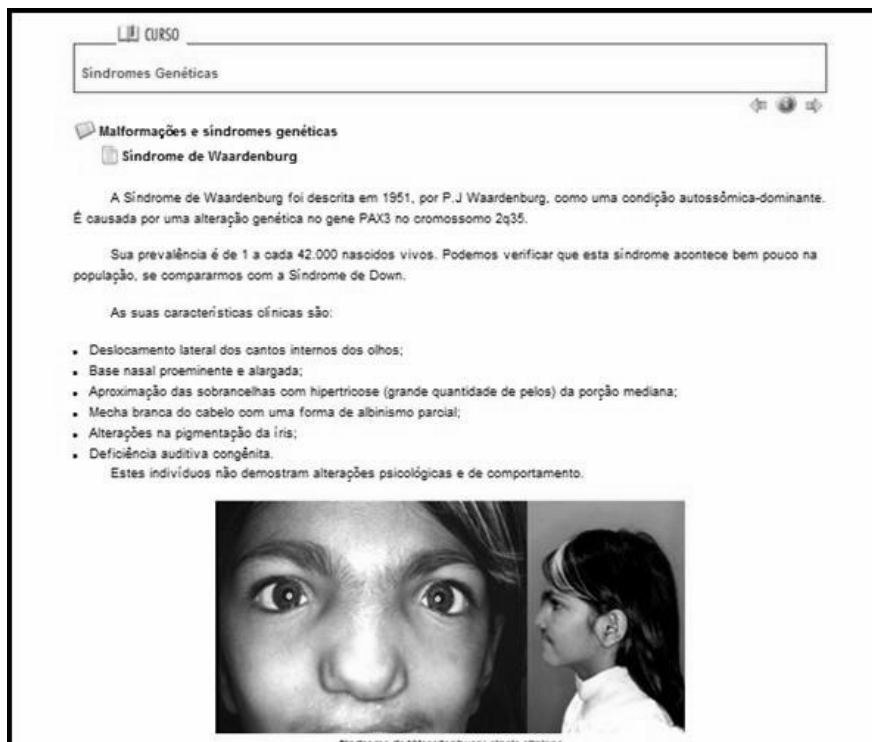 CURSO
Síndromes Genéticas
Malformações e síndromes genéticas
Síndrome de Waardenburg
A Síndrome de Waardenburg foi descrita em 1951, por P.J Waardenburg, como uma condição autossômica-dominante.
É causada por uma alteração genética no gene PAX3 no cromossomo 2q35.
Sua prevalência é de 1 a cada 42.000 nascidos vivos. Podemos verificar que esta síndrome acontece bem pouco na
população, se compararmos com a Síndrome de Down.
As suas características clínicas são:
• Deslocamento lateral dos cantos internos dos olhos;
• Base nasal proeminente e alargada;
• Aproximação das sobrancelhas com hipertricose (grande quantidade de pelos) da porção mediana;
• Mecha branca do cabelo com uma forma de albinismo parcial;
• Alterações na pigmentação da íris;
• Deficiência auditiva congênita.
Estes indivíduos não demostram alterações psicológicas e de comportamento.